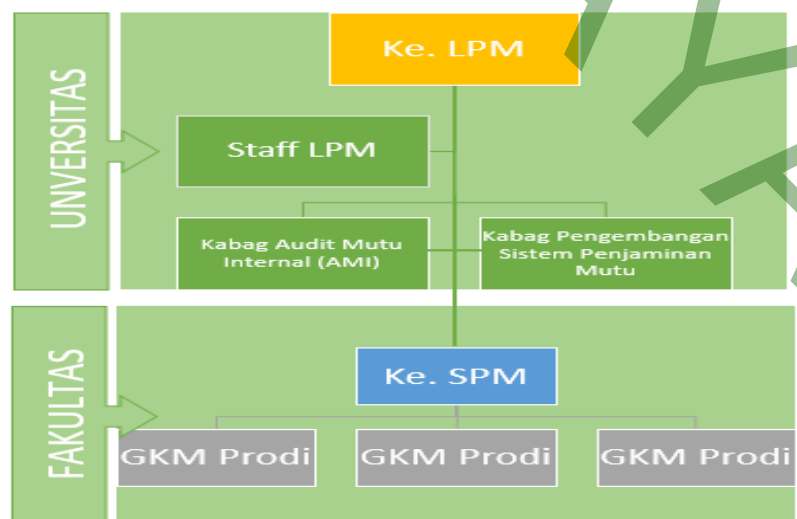 UNVERSITAS
Ke. LPM
Staff LPM
Kabag Audit Mutu
Internal (AMI)
Kabag Pengembangan
Sistem Penjaminan
Mutu
FAKULTAS
Ke. SPM
GKM Prodi
GKM Prodi
GKM Prodi